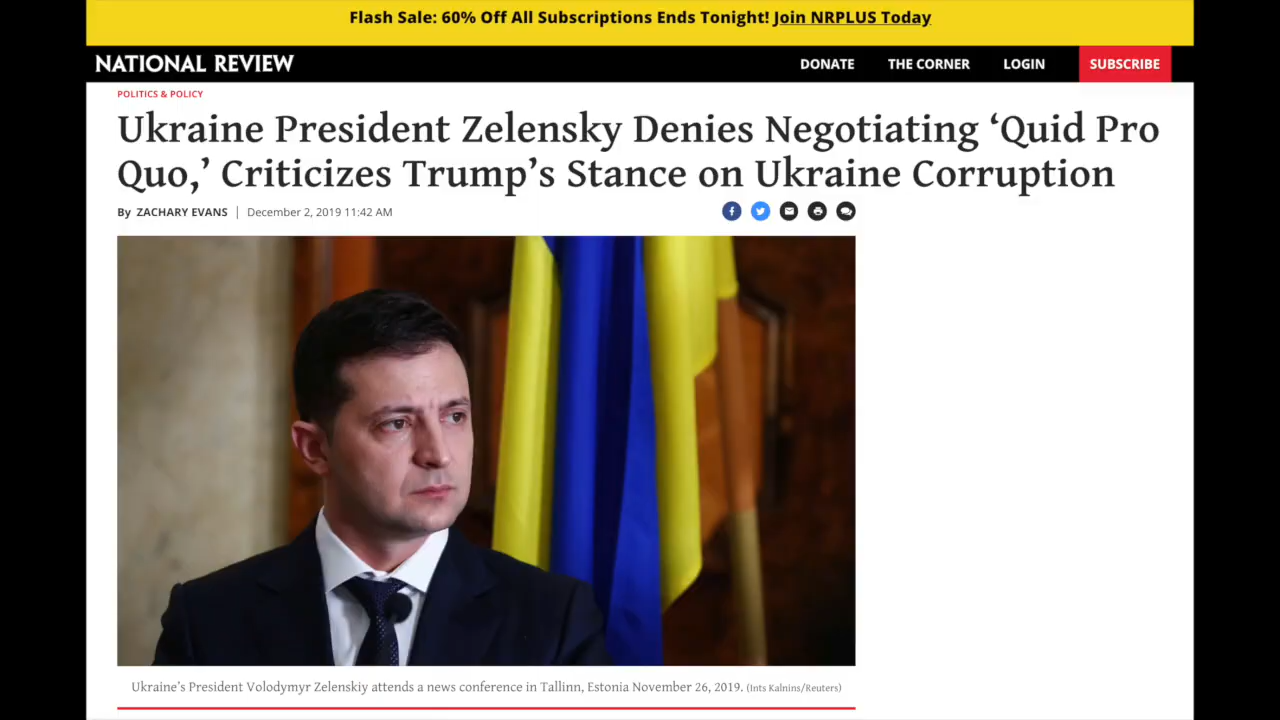 Flash Sale: 60% Off All Subscriptions Ends Tonight! Join NRPLUS Today
NATIONAL REVIEW DONATE THE CORNER LOGIN SUBSCRIBE
POLITICS & POLICY
Ukraine President Zelensky Denies Negotiating ‘Quid Pro
Quo,’ Criticizes Trump’s Stance on Ukraine Corruption
By ZACHARY EVANS | December 2, 2019 11:42 AM
Ukraine’s President Volodymyr Zelenskiy attends a news conference in Tallinn, Estonia November 26, 2019. (Ints Kalnins/Reuters)